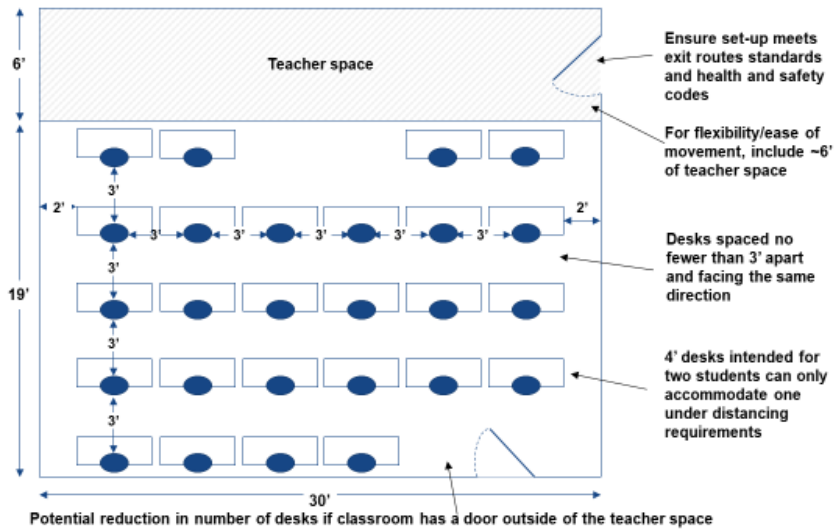 Teacher space
6'
Ensure set-up meets
exit routes standards
and health and safety
codes
For flexibility/ease of
movement, include ~6'
of teacher space
3'
2'
3'
3'
3'
3'
3'
2'
3'
19'
Desks spaced no
fewer than 3' apart
and facing the same
direction
3'
4' desks intended for
two students can only
accommodate one
under distancing
requirements
3'
30'
Potential reduction in number of desks if classroom has a door outside of the teacher space